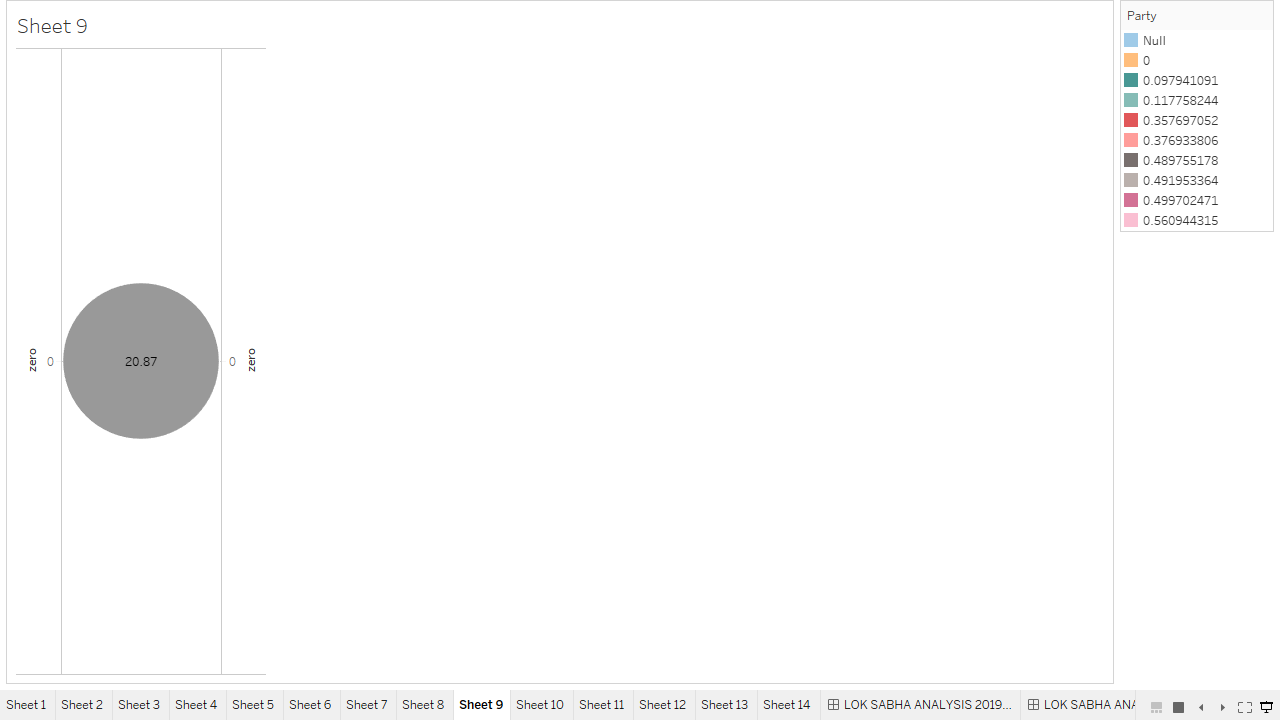 Sheet 9
zero
0
20.87
0
zero
Party
Null
0
0.097941091
0.117758244
0.357697052
0.376933806
0.489755178
0.491953364
0.499702471
0.560944315
Sheet 1 Sheet 2 Sheet 3 Sheet 4 Sheet 5 Sheet 6 Sheet 7 Sheet 8 Sheet 9 Sheet 10 Sheet 11 Sheet 12 Sheet 13 Sheet 14 LOK SABHA ANALYSIS 2019... LOK SABHA ANA